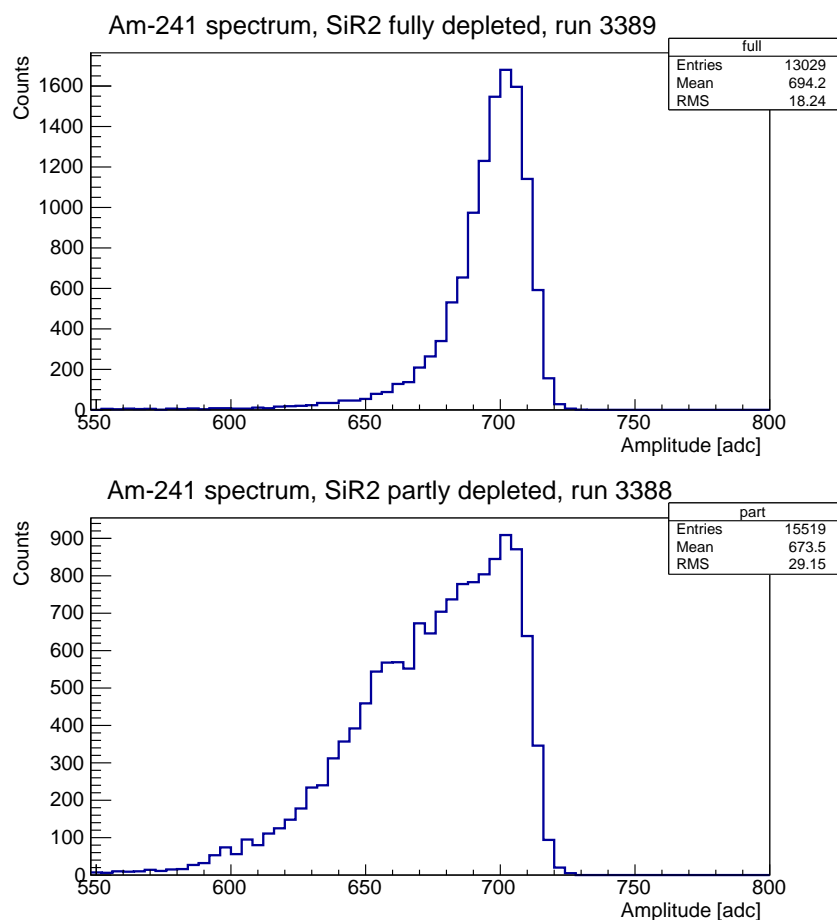 Am-241 spectrum, SiR2 fully depleted, run 3389
full
Entries 13029
Mean 694.2
RMS 18.24
Counts
1600
1400
1200
1000
800
600
400
200
0
550 600 650 700 750 800
Amplitude [adc]
Am-241 spectrum, SiR2 partly depleted, run 3388
part
Entries 15519
Mean 673.5
RMS 29.15
Counts
900
800
700
600
500
400
300
200
100
0
550 600 650 700 750 800
Amplitude [adc]